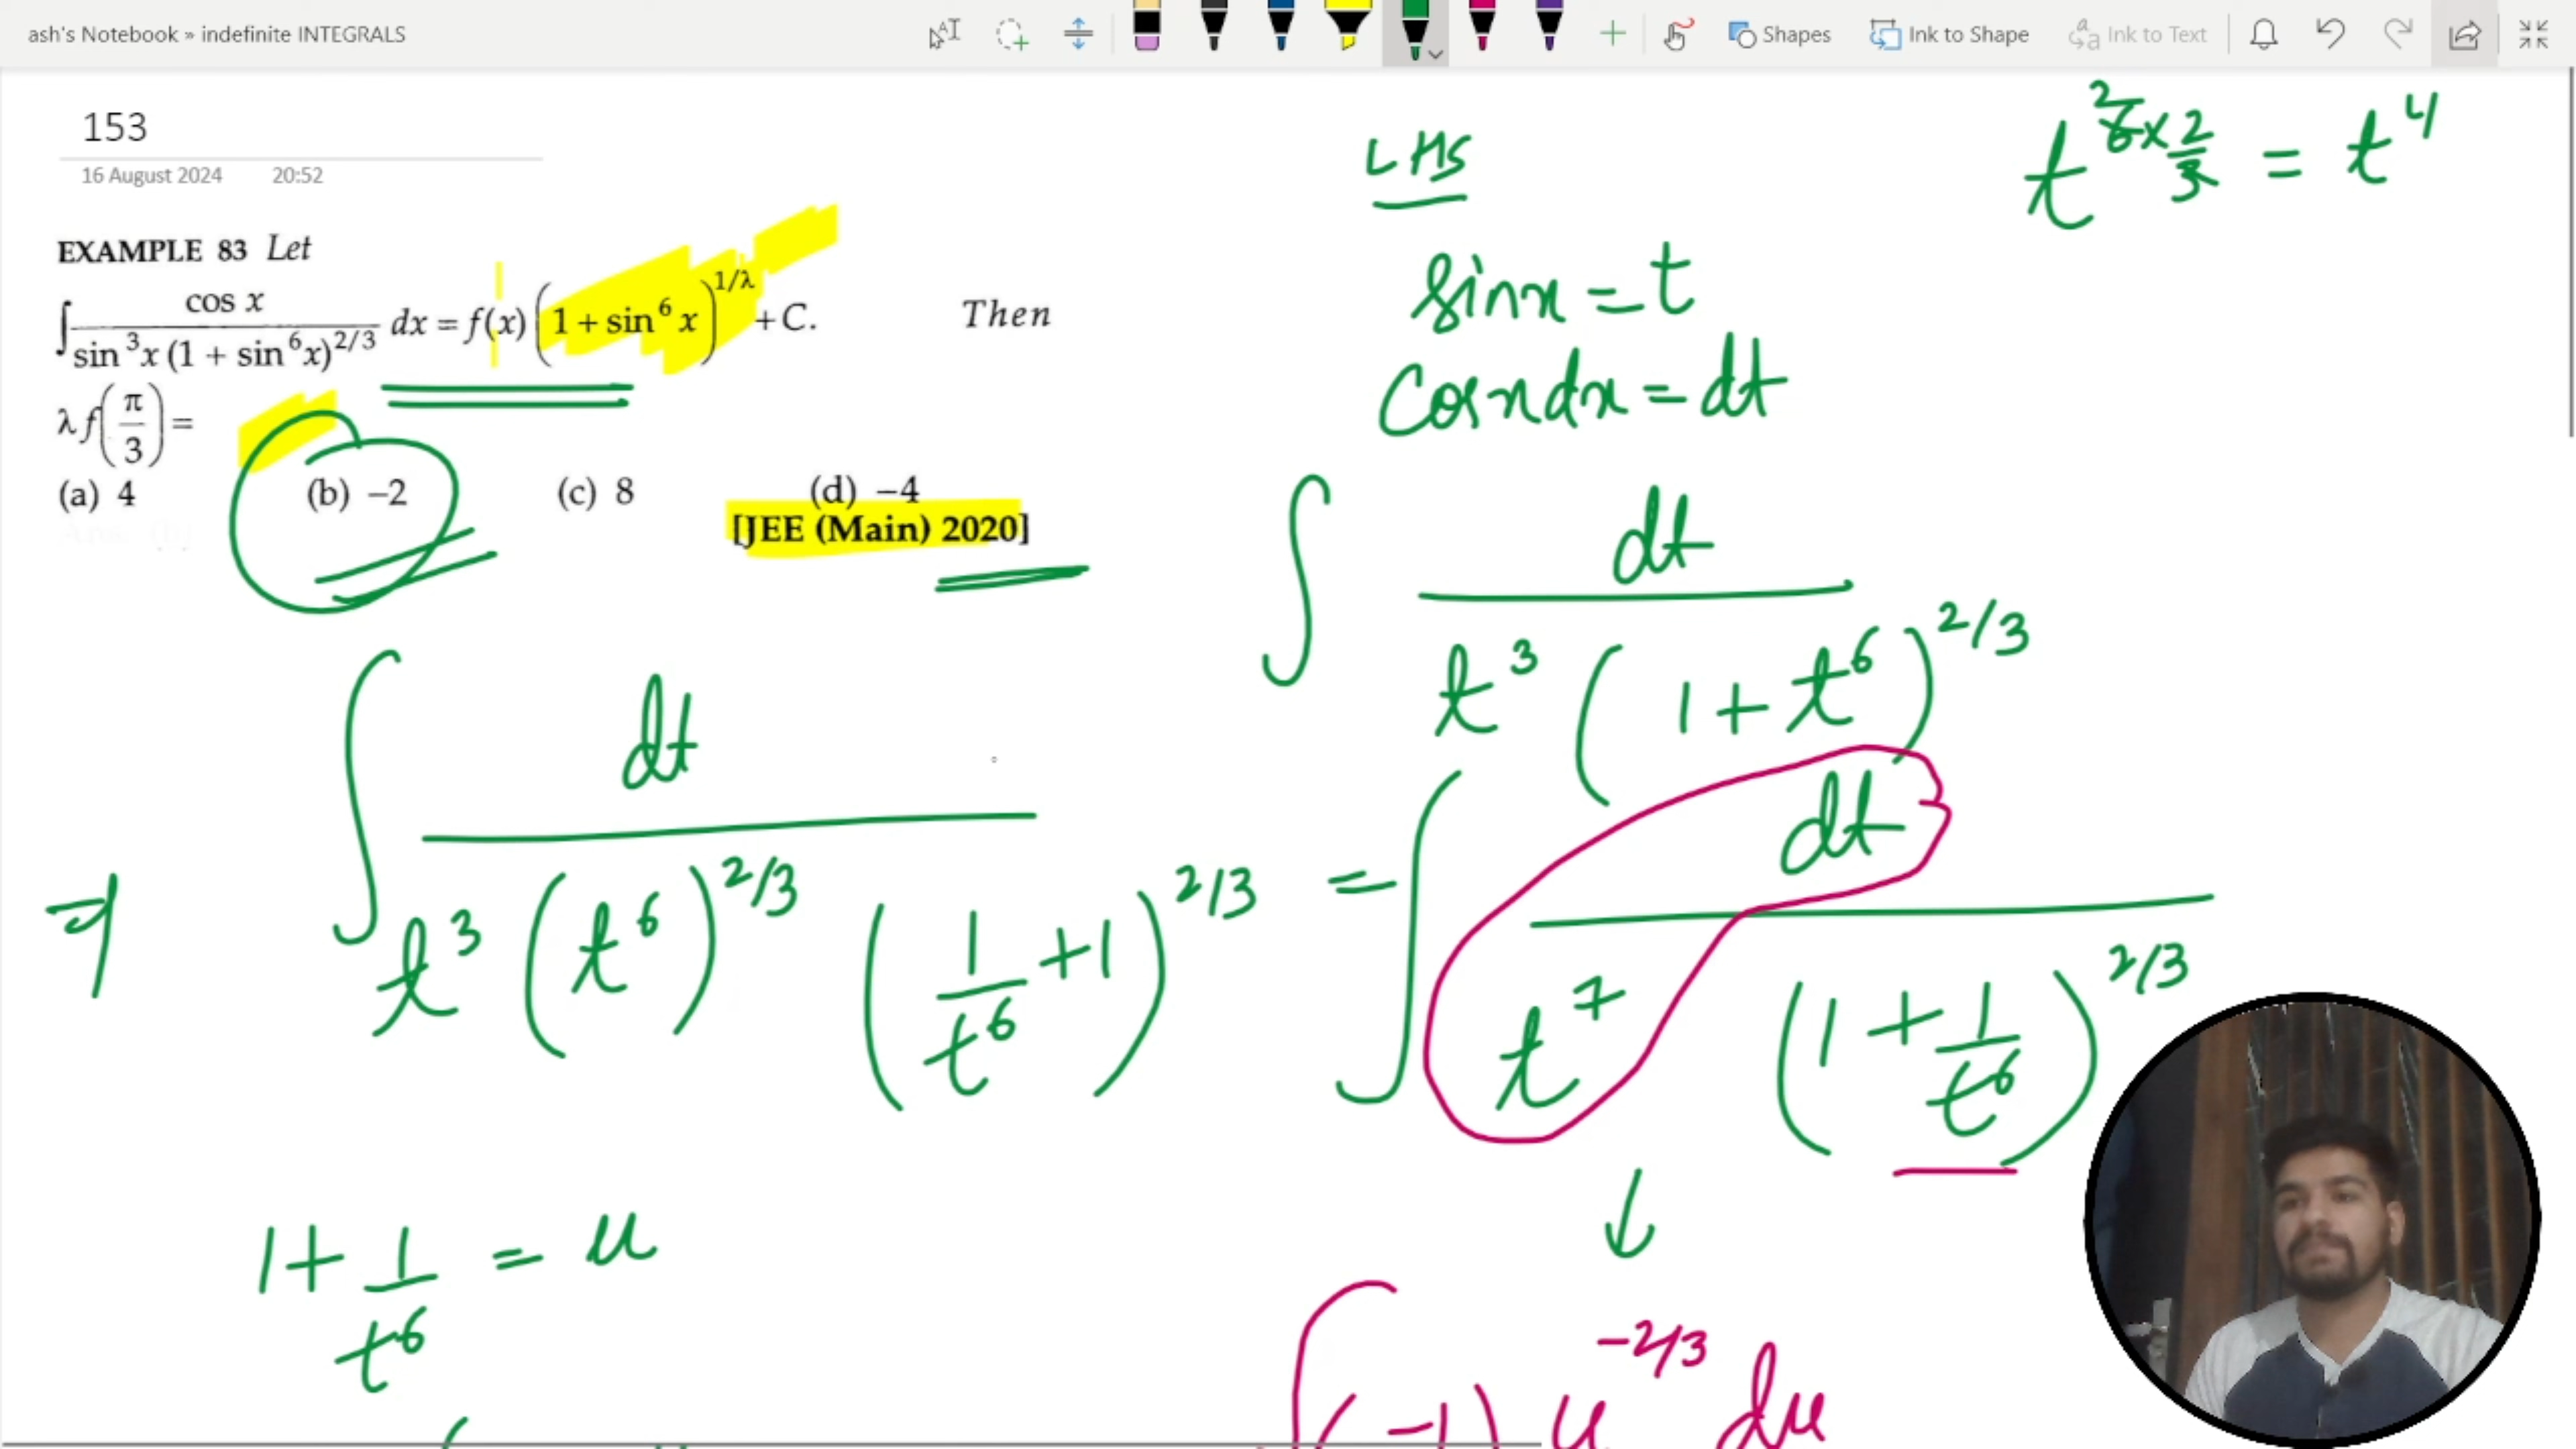 ash's Notebook » indefinite INTEGRALS
Shapes
Ink to Shape
Ink to Text
153
16 August 2024 20:52
EXAMPLE 83 Let
∫ cos x / sin³x (1 + sin⁶x)^2/3 dx = f(x) (1 + sin⁶ x)^1/λ + C. Then
λ f(π/3) =
(a) 4 (b) –2 (c) 8 (d) –4
[JEE (Main) 2020]
LHS
t^6×2/3 = t⁴
2
sinx = t
cosxdx = dt
∫ dt / t³ (1 + t⁶)^2/3
⇒ ∫ dt / t³ (t⁶)^2/3 (1/t⁶ + 1)^2/3 = ∫ dt / t⁷ (1 + 1/t⁶)^2/3
↓
1 + 1/t⁶ = u
∫ (-1) u^-2/3 du